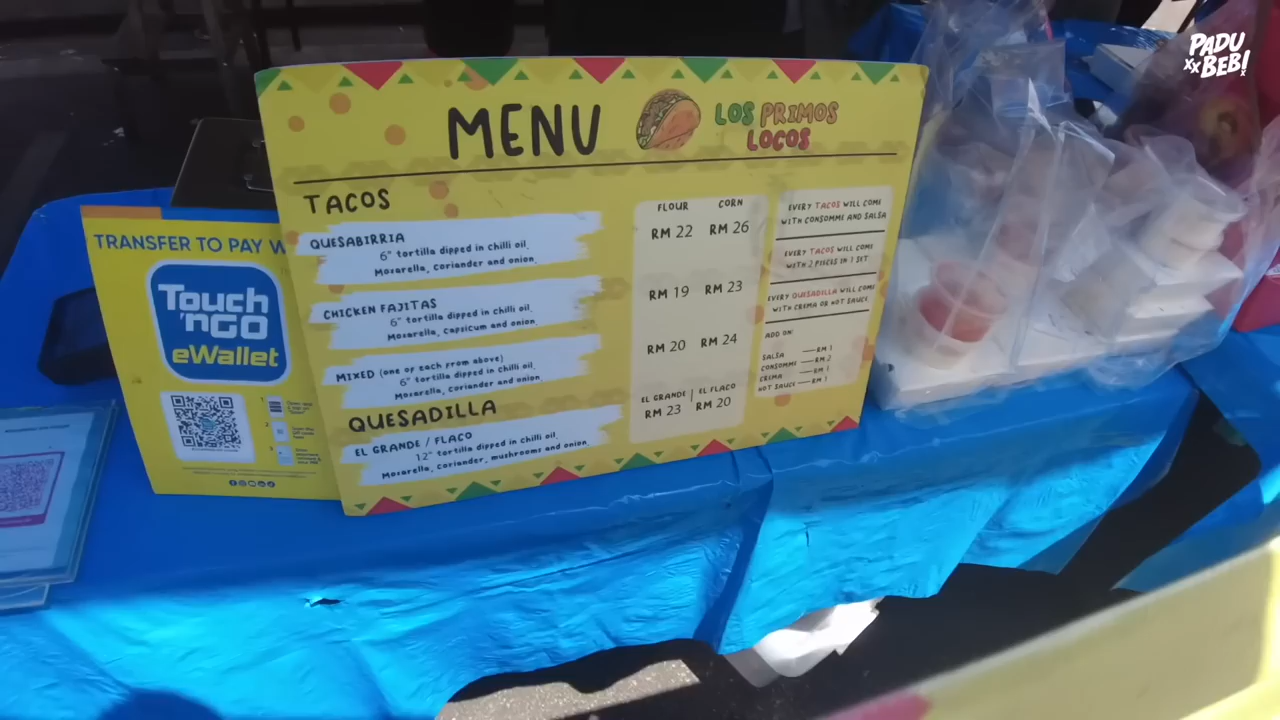 PADU
xx BEB!
MENU
LOS PRIMOS
LOCOS
TACOS
FLOUR CORN
QUESABIRRIA
6" tortilla dipped in chilli oil.
Mozarella, coriander and onion.
RM 22 RM 26
CHICKEN FAJITAS
6" tortilla dipped in chilli oil.
Mozarella, capsicum and onion.
RM 19 RM 23
MIXED (one of each from above)
6" tortilla dipped in chilli oil.
Mozarella, coriander and onion.
RM 20 RM 24
QUESADILLA
EL GRANDE / FLACO
12" tortilla dipped in chilli oil.
Mozarella, coriander, mushrooms and onion.
EL GRANDE | EL FLACO
RM 23 RM 20
EVERY TACOS WILL COME
WITH CONSOMME AND SALSA
EVERY TACOS WILL COME
WITH 2 PIECES IN 1 SET
EVERY QUESADILLA WILL COME
WITH CREMA OR HOT SAUCE
ADD ON:
SALSA — RM 1
CONSOMME — RM 2
CREMA — RM 1
HOT SAUCE — RM 1
TRANSFER TO PAY W
Touch
'nGO
eWallet